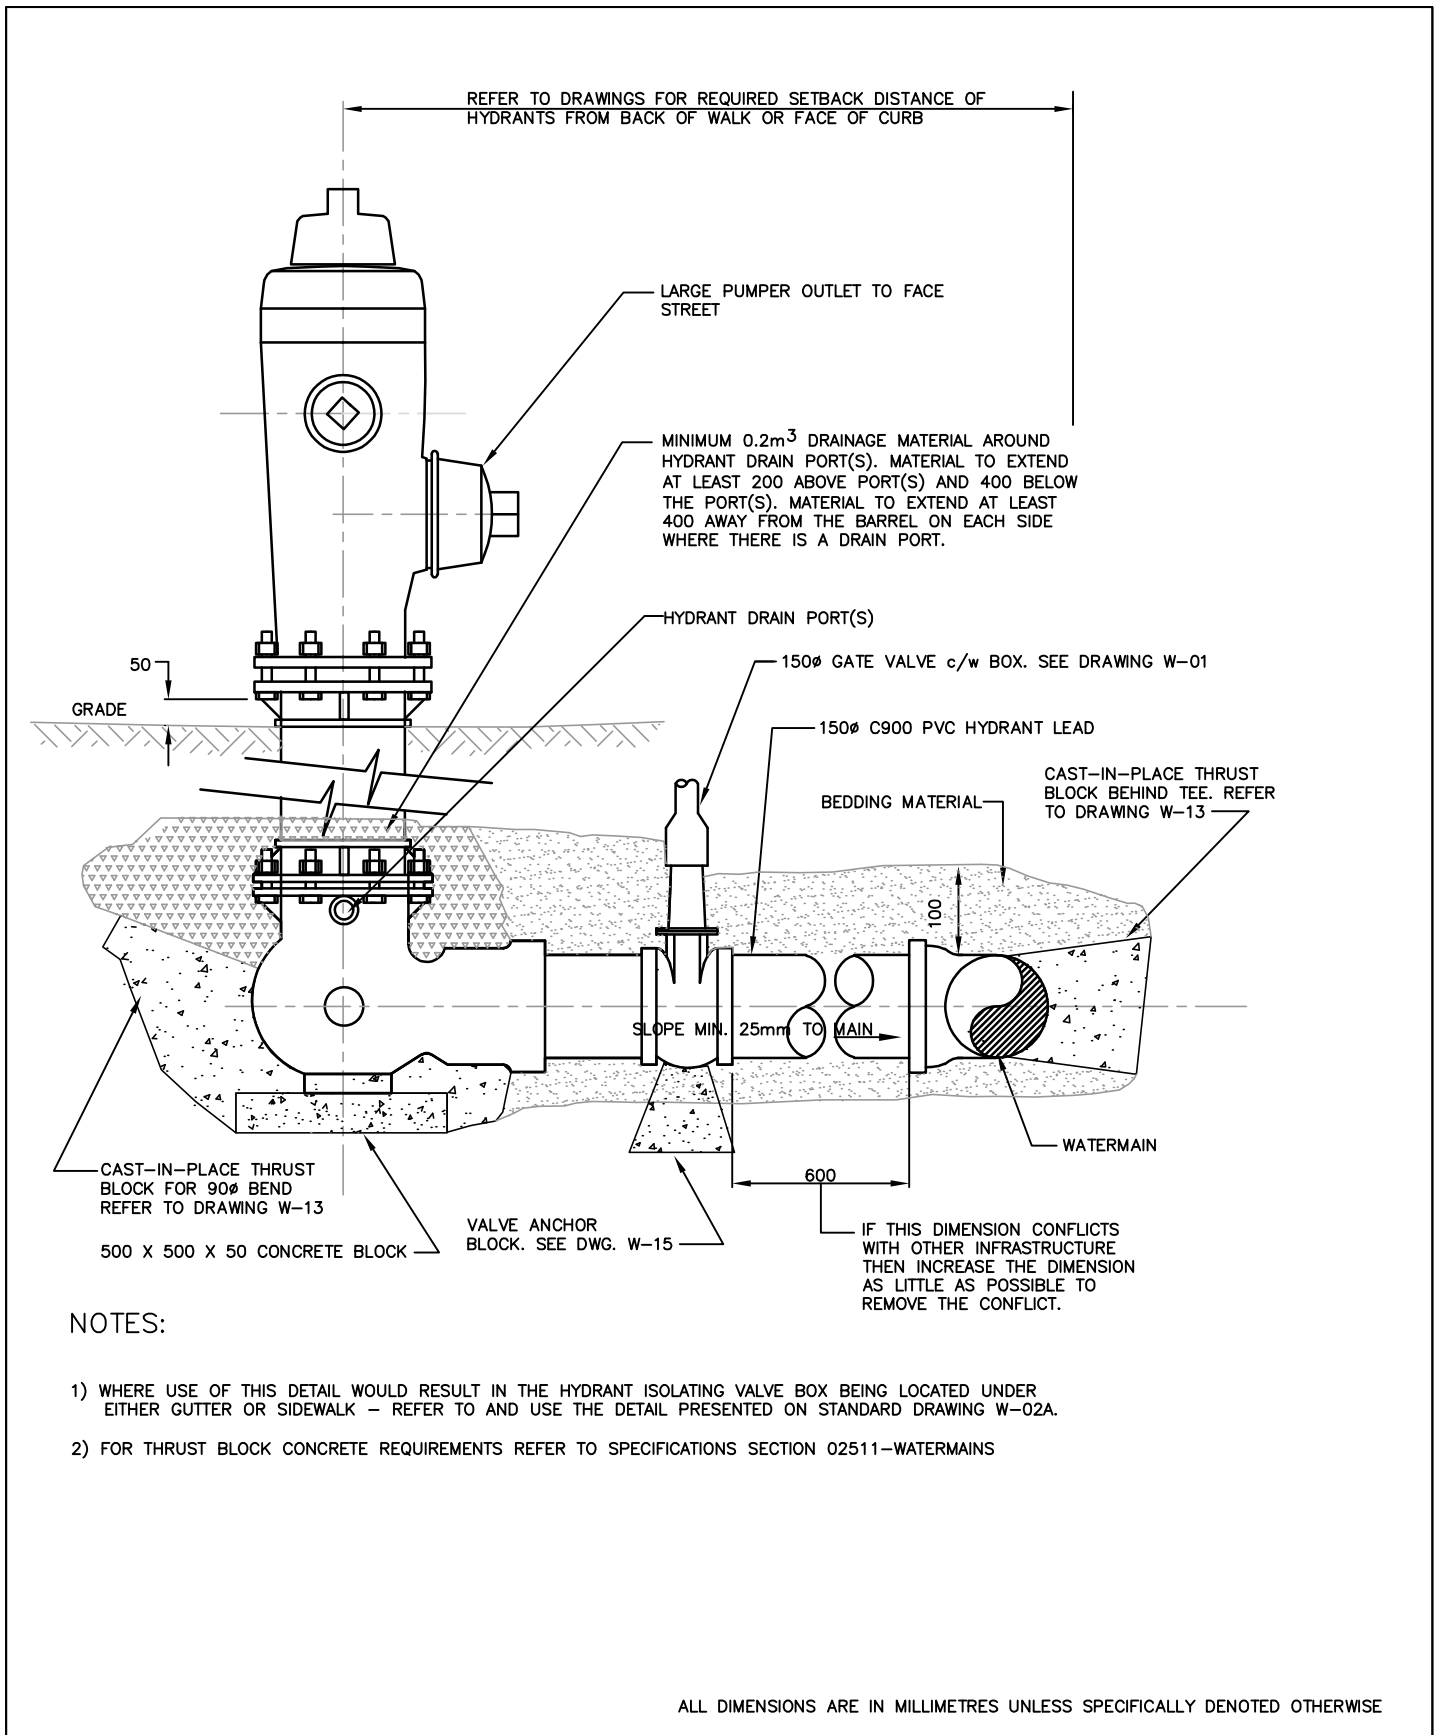 REFER TO DRAWINGS FOR REQUIRED SETBACK DISTANCE OF
HYDRANTS FROM BACK OF WALK OR FACE OF CURB
LARGE PUMPER OUTLET TO FACE
STREET
MINIMUM 0.2m³ DRAINAGE MATERIAL AROUND
HYDRANT DRAIN PORT(S). MATERIAL TO EXTEND
AT LEAST 200 ABOVE PORT(S) AND 400 BELOW
THE PORT(S). MATERIAL TO EXTEND AT LEAST
400 AWAY FROM THE BARREL ON EACH SIDE
WHERE THERE IS A DRAIN PORT.
HYDRANT DRAIN PORT(S)
50
150ø GATE VALVE c/w BOX. SEE DRAWING W-01
GRADE
150ø C900 PVC HYDRANT LEAD
CAST-IN-PLACE THRUST
BLOCK BEHIND TEE. REFER
TO DRAWING W-13
BEDDING MATERIAL
100
SLOPE MIN. 25mm TO MAIN
WATERMAIN
CAST-IN-PLACE THRUST
BLOCK FOR 90ø BEND
REFER TO DRAWING W-13
600
500 X 500 X 50 CONCRETE BLOCK
VALVE ANCHOR
BLOCK. SEE DWG. W-15
IF THIS DIMENSION CONFLICTS
WITH OTHER INFRASTRUCTURE
THEN INCREASE THE DIMENSION
AS LITTLE AS POSSIBLE TO
REMOVE THE CONFLICT.
NOTES:
1) WHERE USE OF THIS DETAIL WOULD RESULT IN THE HYDRANT ISOLATING VALVE BOX BEING LOCATED UNDER
EITHER GUTTER OR SIDEWALK - REFER TO AND USE THE DETAIL PRESENTED ON STANDARD DRAWING W-02A.
2) FOR THRUST BLOCK CONCRETE REQUIREMENTS REFER TO SPECIFICATIONS SECTION 02511-WATERMAINS
ALL DIMENSIONS ARE IN MILLIMETRES UNLESS SPECIFICALLY DENOTED OTHERWISE